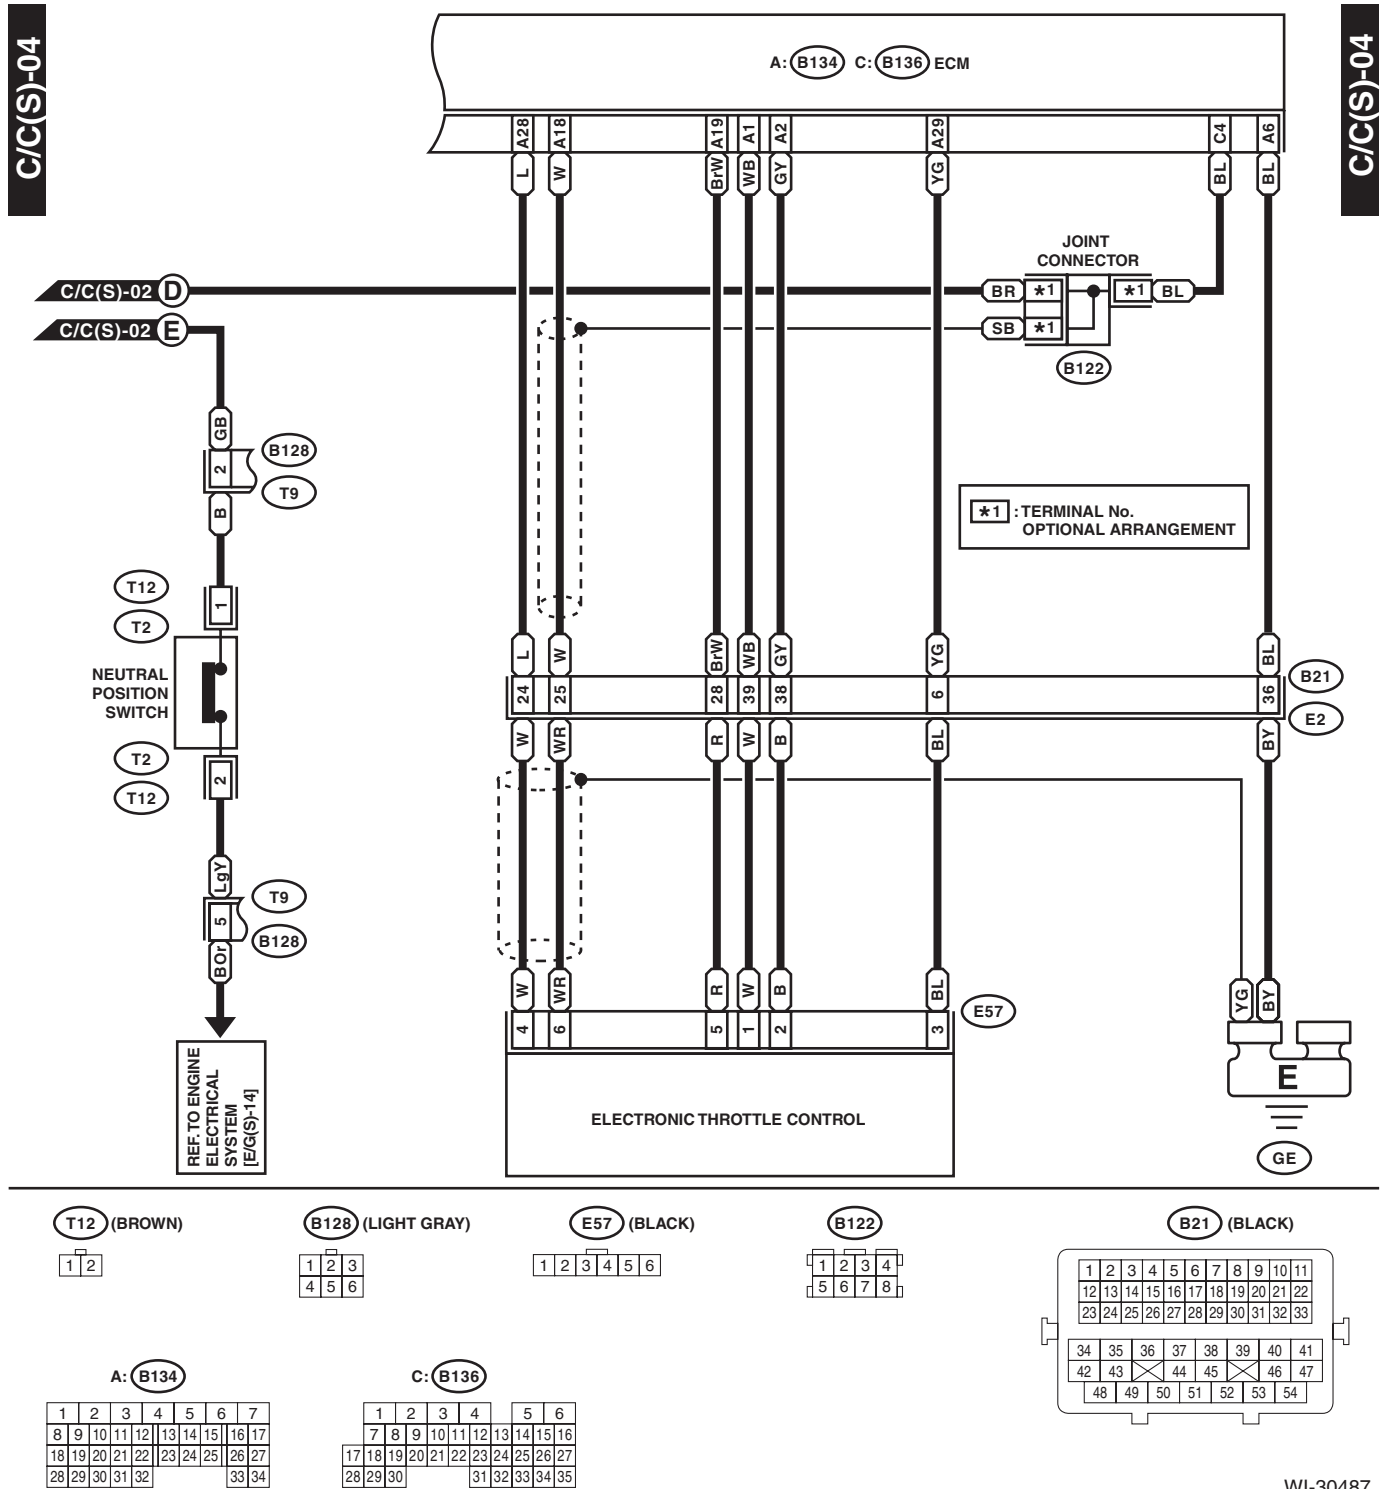 C/C(S)-04
C/C(S)-04
A: B134 C: B136 ECM
A28 A18 A19 A1 A2 A29 C4 A6
L W BrW WB GY YG BL BL
JOINT
CONNECTOR
C/C(S)-02 D
BR *1 *1 BL
C/C(S)-02 E
SB *1
B122
GB
2
B128
T9
B
*1 : TERMINAL No.
OPTIONAL ARRANGEMENT
T12
1
T2
NEUTRAL
POSITION
SWITCH
T2
2
T12
L W BrW WB GY YG BL
24 25 28 39 38 6 36
B21
E2
W WR R W B BL BY
LgY
T9
5
B128
BOr
REF. TO ENGINE
ELECTRICAL
SYSTEM
[E/G(S)-14]
W WR R W B BL
E57
4 6 5 1 2 3
YG BY
ELECTRONIC THROTTLE CONTROL
E
GE
T12 (BROWN)
1 2
B128 (LIGHT GRAY)
1 2 3
4 5 6
E57 (BLACK)
1 2 3 4 5 6
B122
1 2 3 4
5 6 7 8
B21 (BLACK)
1 2 3 4 5 6 7 8 9 10 11
12 13 14 15 16 17 18 19 20 21 22
23 24 25 26 27 28 29 30 31 32 33
34 35 36 37 38 39 40 41
42 43 44 45 46 47
48 49 50 51 52 53 54
A: B134
1 2 3 4 5 6 7
8 9 10 11 12 13 14 15 16 17
18 19 20 21 22 23 24 25 26 27
28 29 30 31 32 33 34
C: B136
1 2 3 4 5 6
7 8 9 10 11 12 13 14 15 16
17 18 19 20 21 22 23 24 25 26 27
28 29 30 31 32 33 34 35
WI-30487